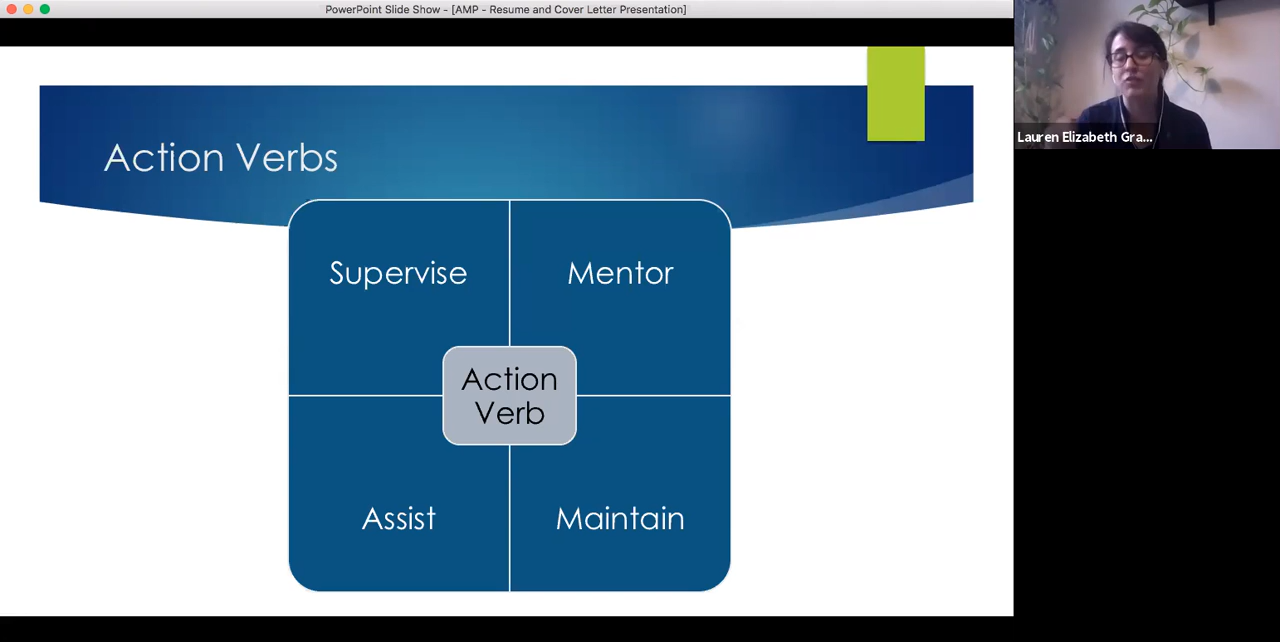 PowerPoint Slide Show - [AMP - Resume and Cover Letter Presentation]
Lauren Elizabeth Gra...
Action Verbs
Supervise
Mentor
Action
Verb
Assist
Maintain